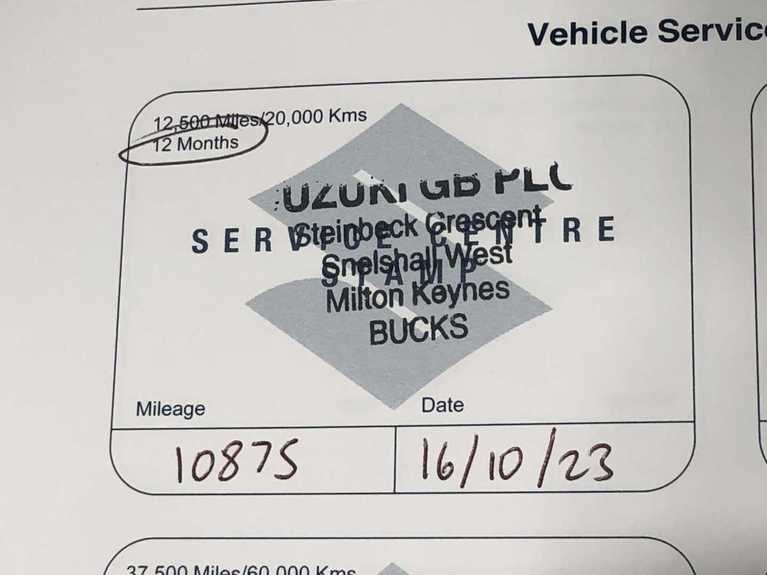 Vehicle Servic
12,500 Miles/20,000 Kms
12 Months
UZUKI GB PLC
Steinbeck Crescent
SERVICE CENTRE
Snelshall West
STAMP
Milton Keynes
BUCKS
Mileage
Date
10875
16/10/23
37,500 Miles/60,000 Kms